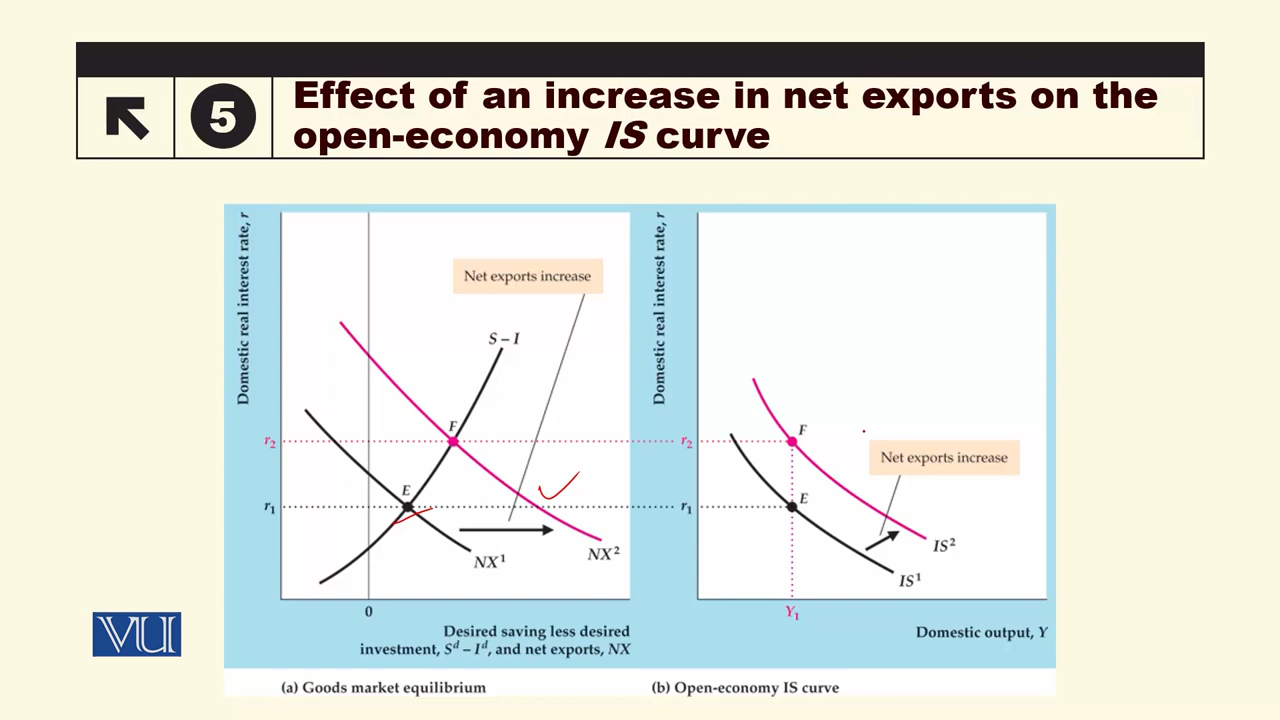 5
Effect of an increase in net exports on the
open-economy IS curve
Domestic real interest rate, r
Net exports increase
S – I
F
r2
E
r1
NX1
NX2
0
Desired saving less desired
investment, Sd – Id, and net exports, NX
(a) Goods market equilibrium
Domestic real interest rate, r
F
r2
Net exports increase
E
r1
IS2
IS1
Y1
Domestic output, Y
(b) Open-economy IS curve
VU